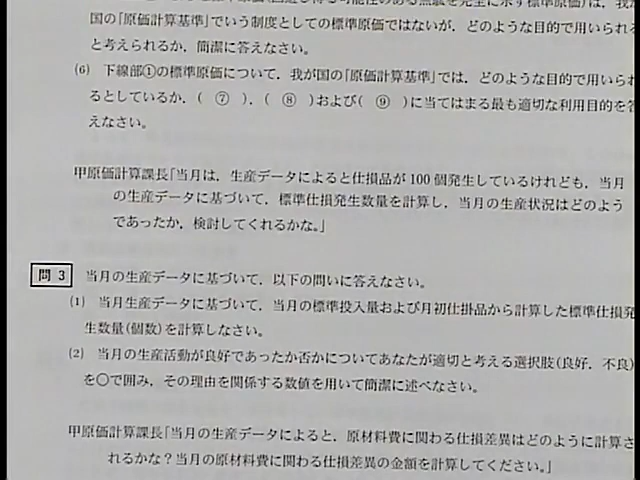 国の「原価計算基準」でいう制度としての標準原価ではないが，どのような目的で用いられる
と考えられるか，簡潔に答えなさい。
(6) 下線部①の標準原価について，我が国の「原価計算基準」では，どのような目的で用いられ
るとしているか，( ⑦ )，( ⑧ )および( ⑨ )に当てはまる最も適切な利用目的を答
えなさい。
甲原価計算課長「当月は，生産データによると仕損品が 100 個発生しているけれども，当月
の生産データに基づいて，標準仕損発生数量を計算し，当月の生産状況はどのよう
であったか，検討してくれるかな。」
問 3 当月の生産データに基づいて，以下の問いに答えなさい。
(1) 当月生産データに基づいて，当月の標準投入量および月初仕掛品から計算した標準仕損発
生数量(個数)を計算しなさい。
(2) 当月の生産活動が良好であったか否かについてあなたが適切と考える選択肢(良好，不良)
を〇で囲み，その理由を関係する数値を用いて簡潔に述べなさい。
甲原価計算課長「当月の生産データによると，原材料費に関わる仕損差異はどのように計算さ
れるかな？当月の原材料費に関わる仕損差異の金額を計算してください。」